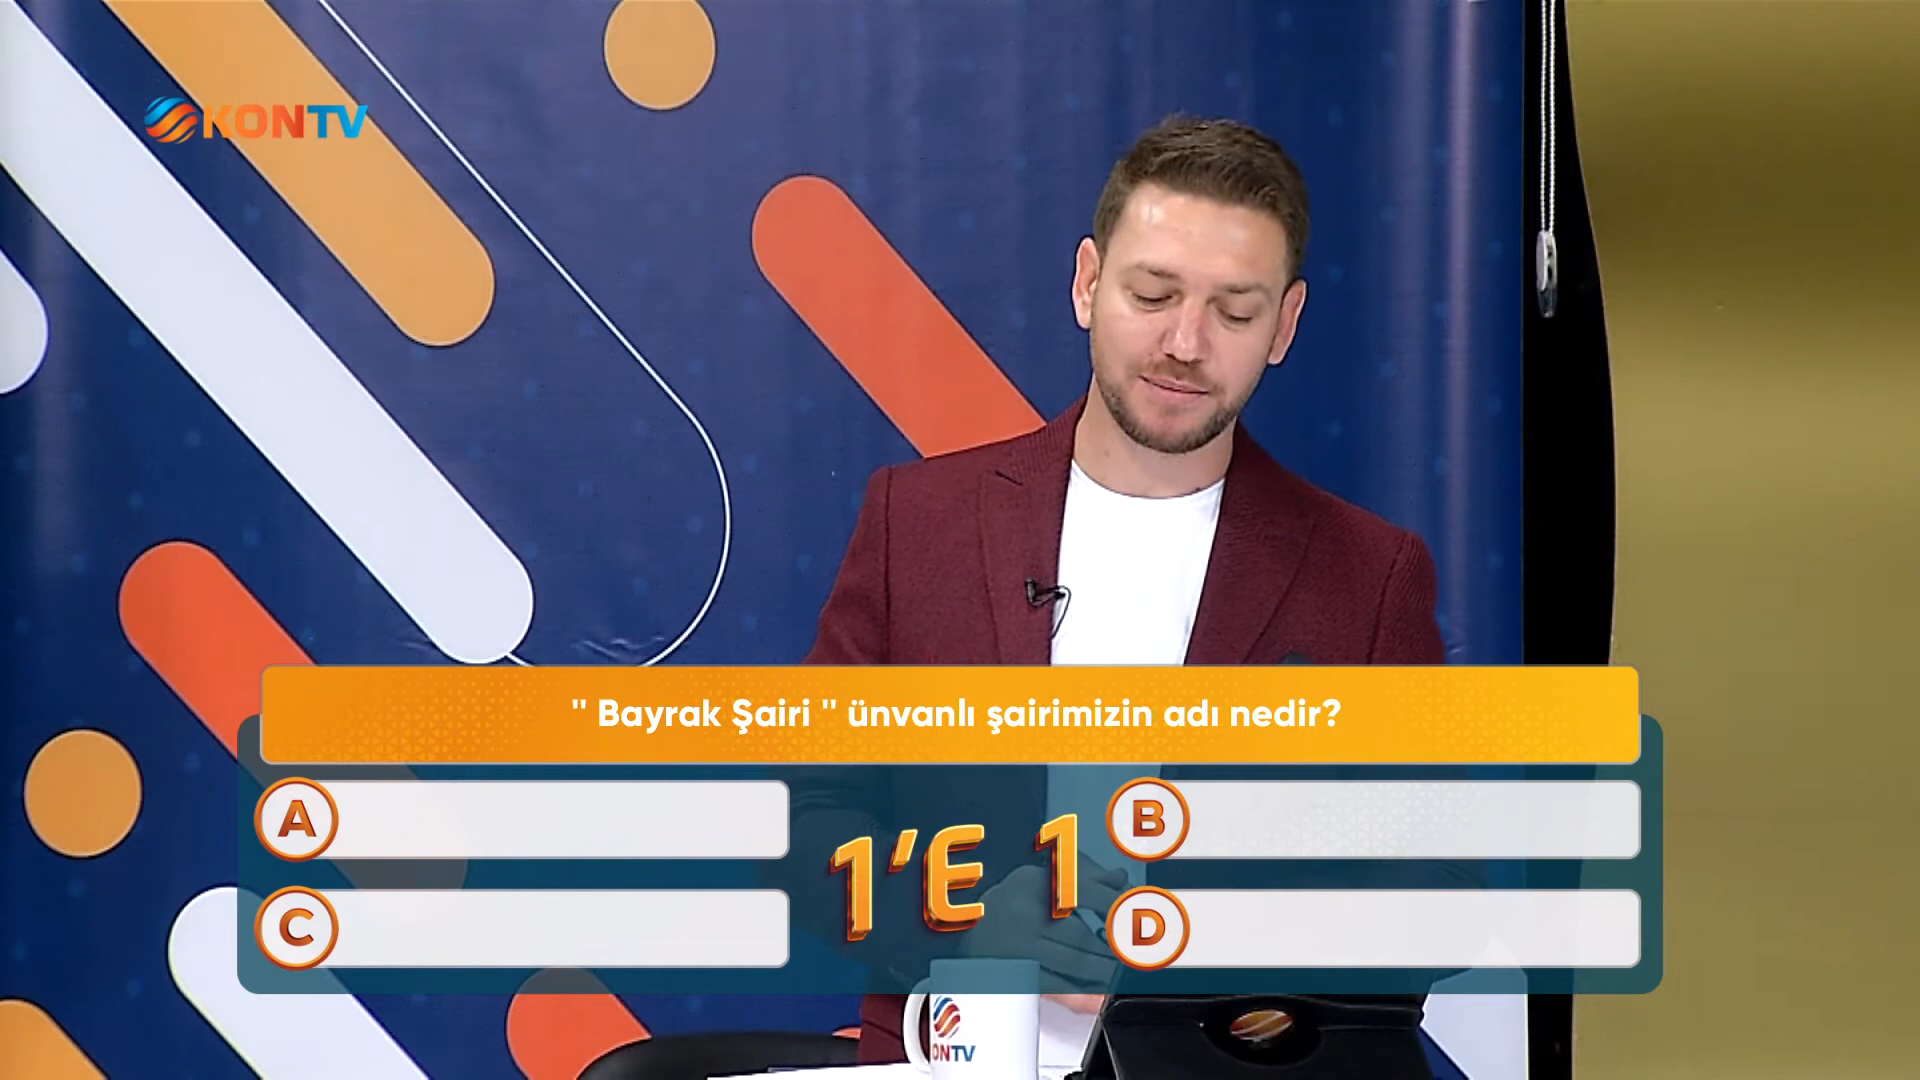 KONTV
" Bayrak Şairi " ünvanlı şairimizin adı nedir?
A
B
1'E 1
C
D
ONTV